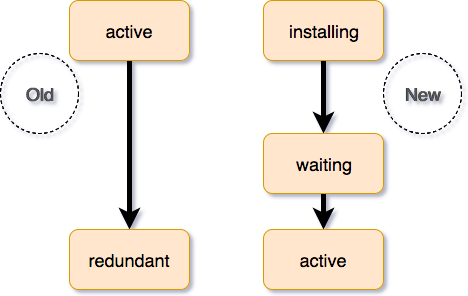 active
installing
Old
New
waiting
redundant
active